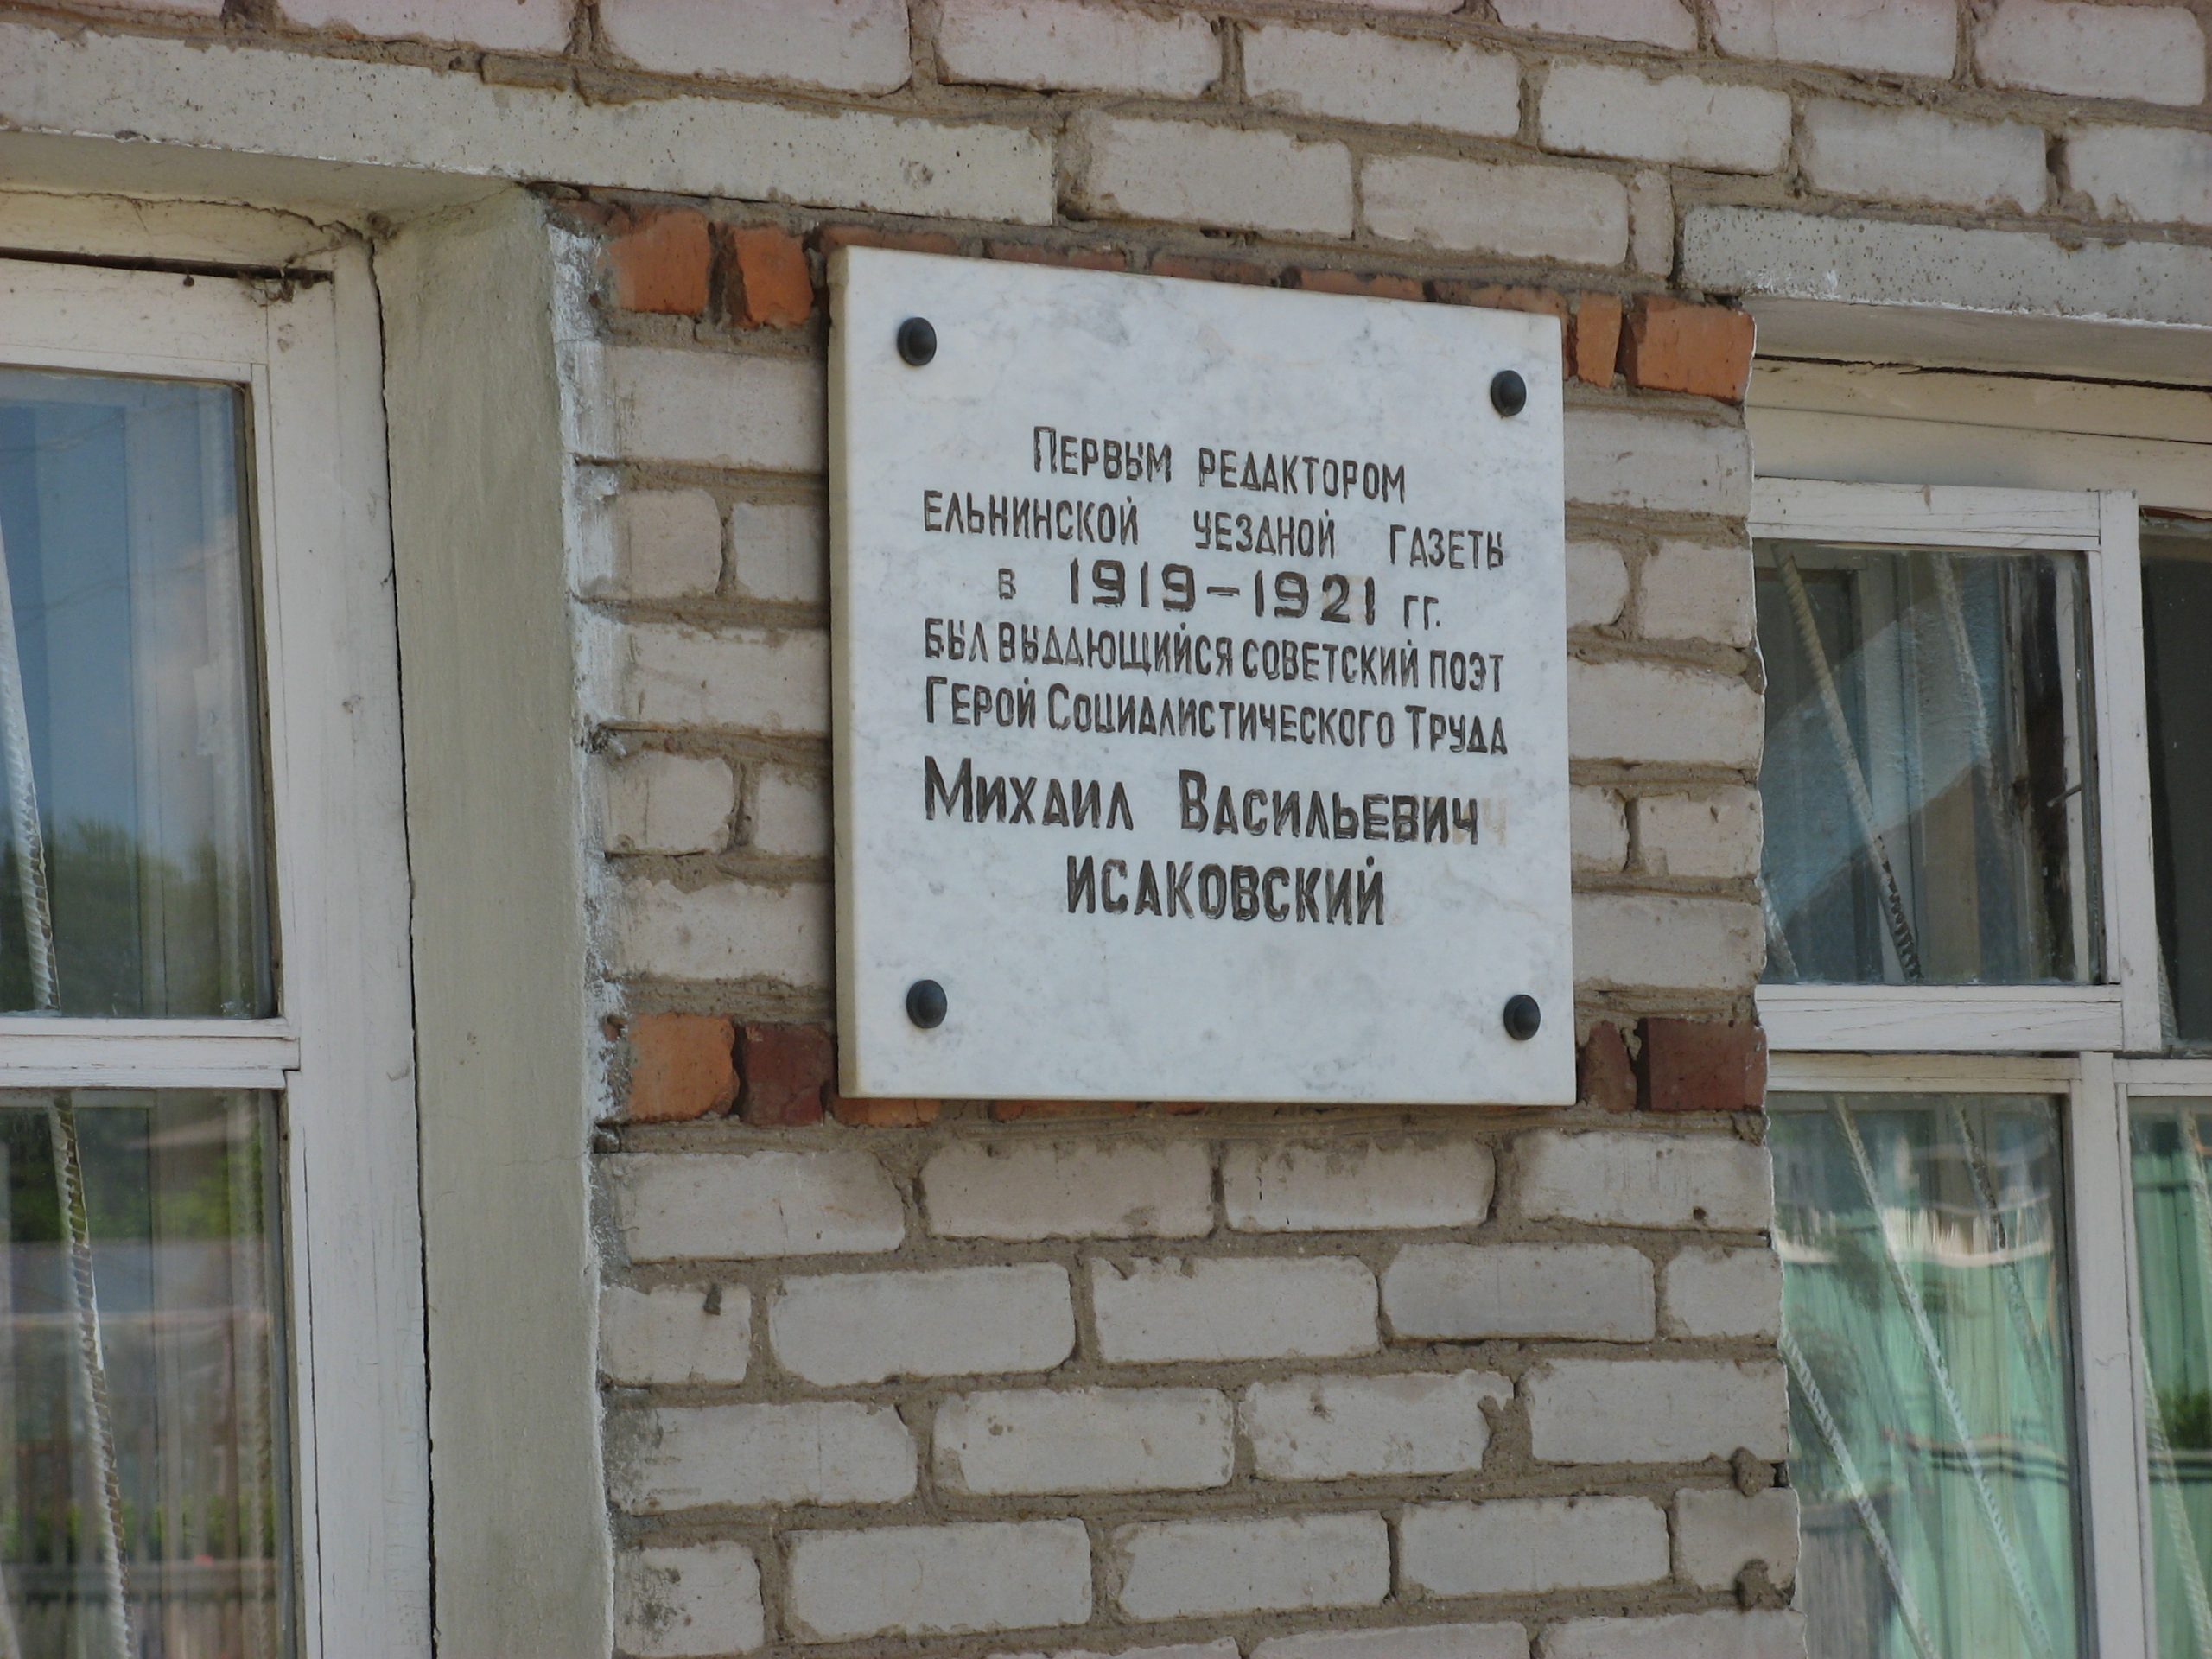 Первым редактором
ельнинской уездной газеты
в 1919-1921 гг.
был выдающийся советский поэт
Герой Социалистического Труда
Михаил Васильевич
Исаковский